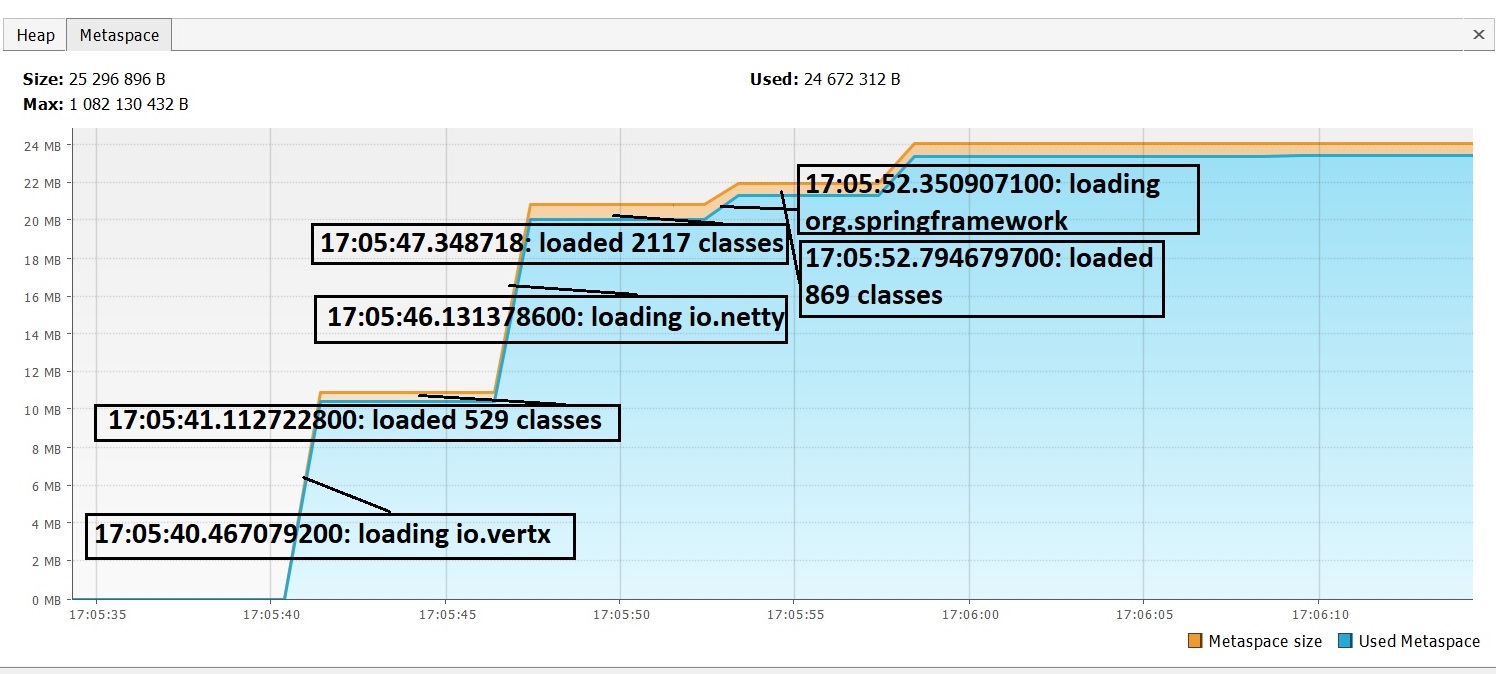 Heap Metaspace ×
Size: 25 296 896 B
Used: 24 672 312 B
Max: 1 082 130 432 B
24 MB
22 MB
20 MB
18 MB
16 MB
14 MB
12 MB
10 MB
8 MB
6 MB
4 MB
2 MB
0 MB
17:05:52.350907100: loading
org.springframework
17:05:47.348718: loaded 2117 classes
17:05:52.794679700: loaded
869 classes
17:05:46.131378600: loading io.netty
17:05:41.112722800: loaded 529 classes
17:05:40.467079200: loading io.vertx
17:05:35 17:05:40 17:05:45 17:05:50 17:05:55 17:06:00 17:06:05 17:06:10
Metaspace size Used Metaspace